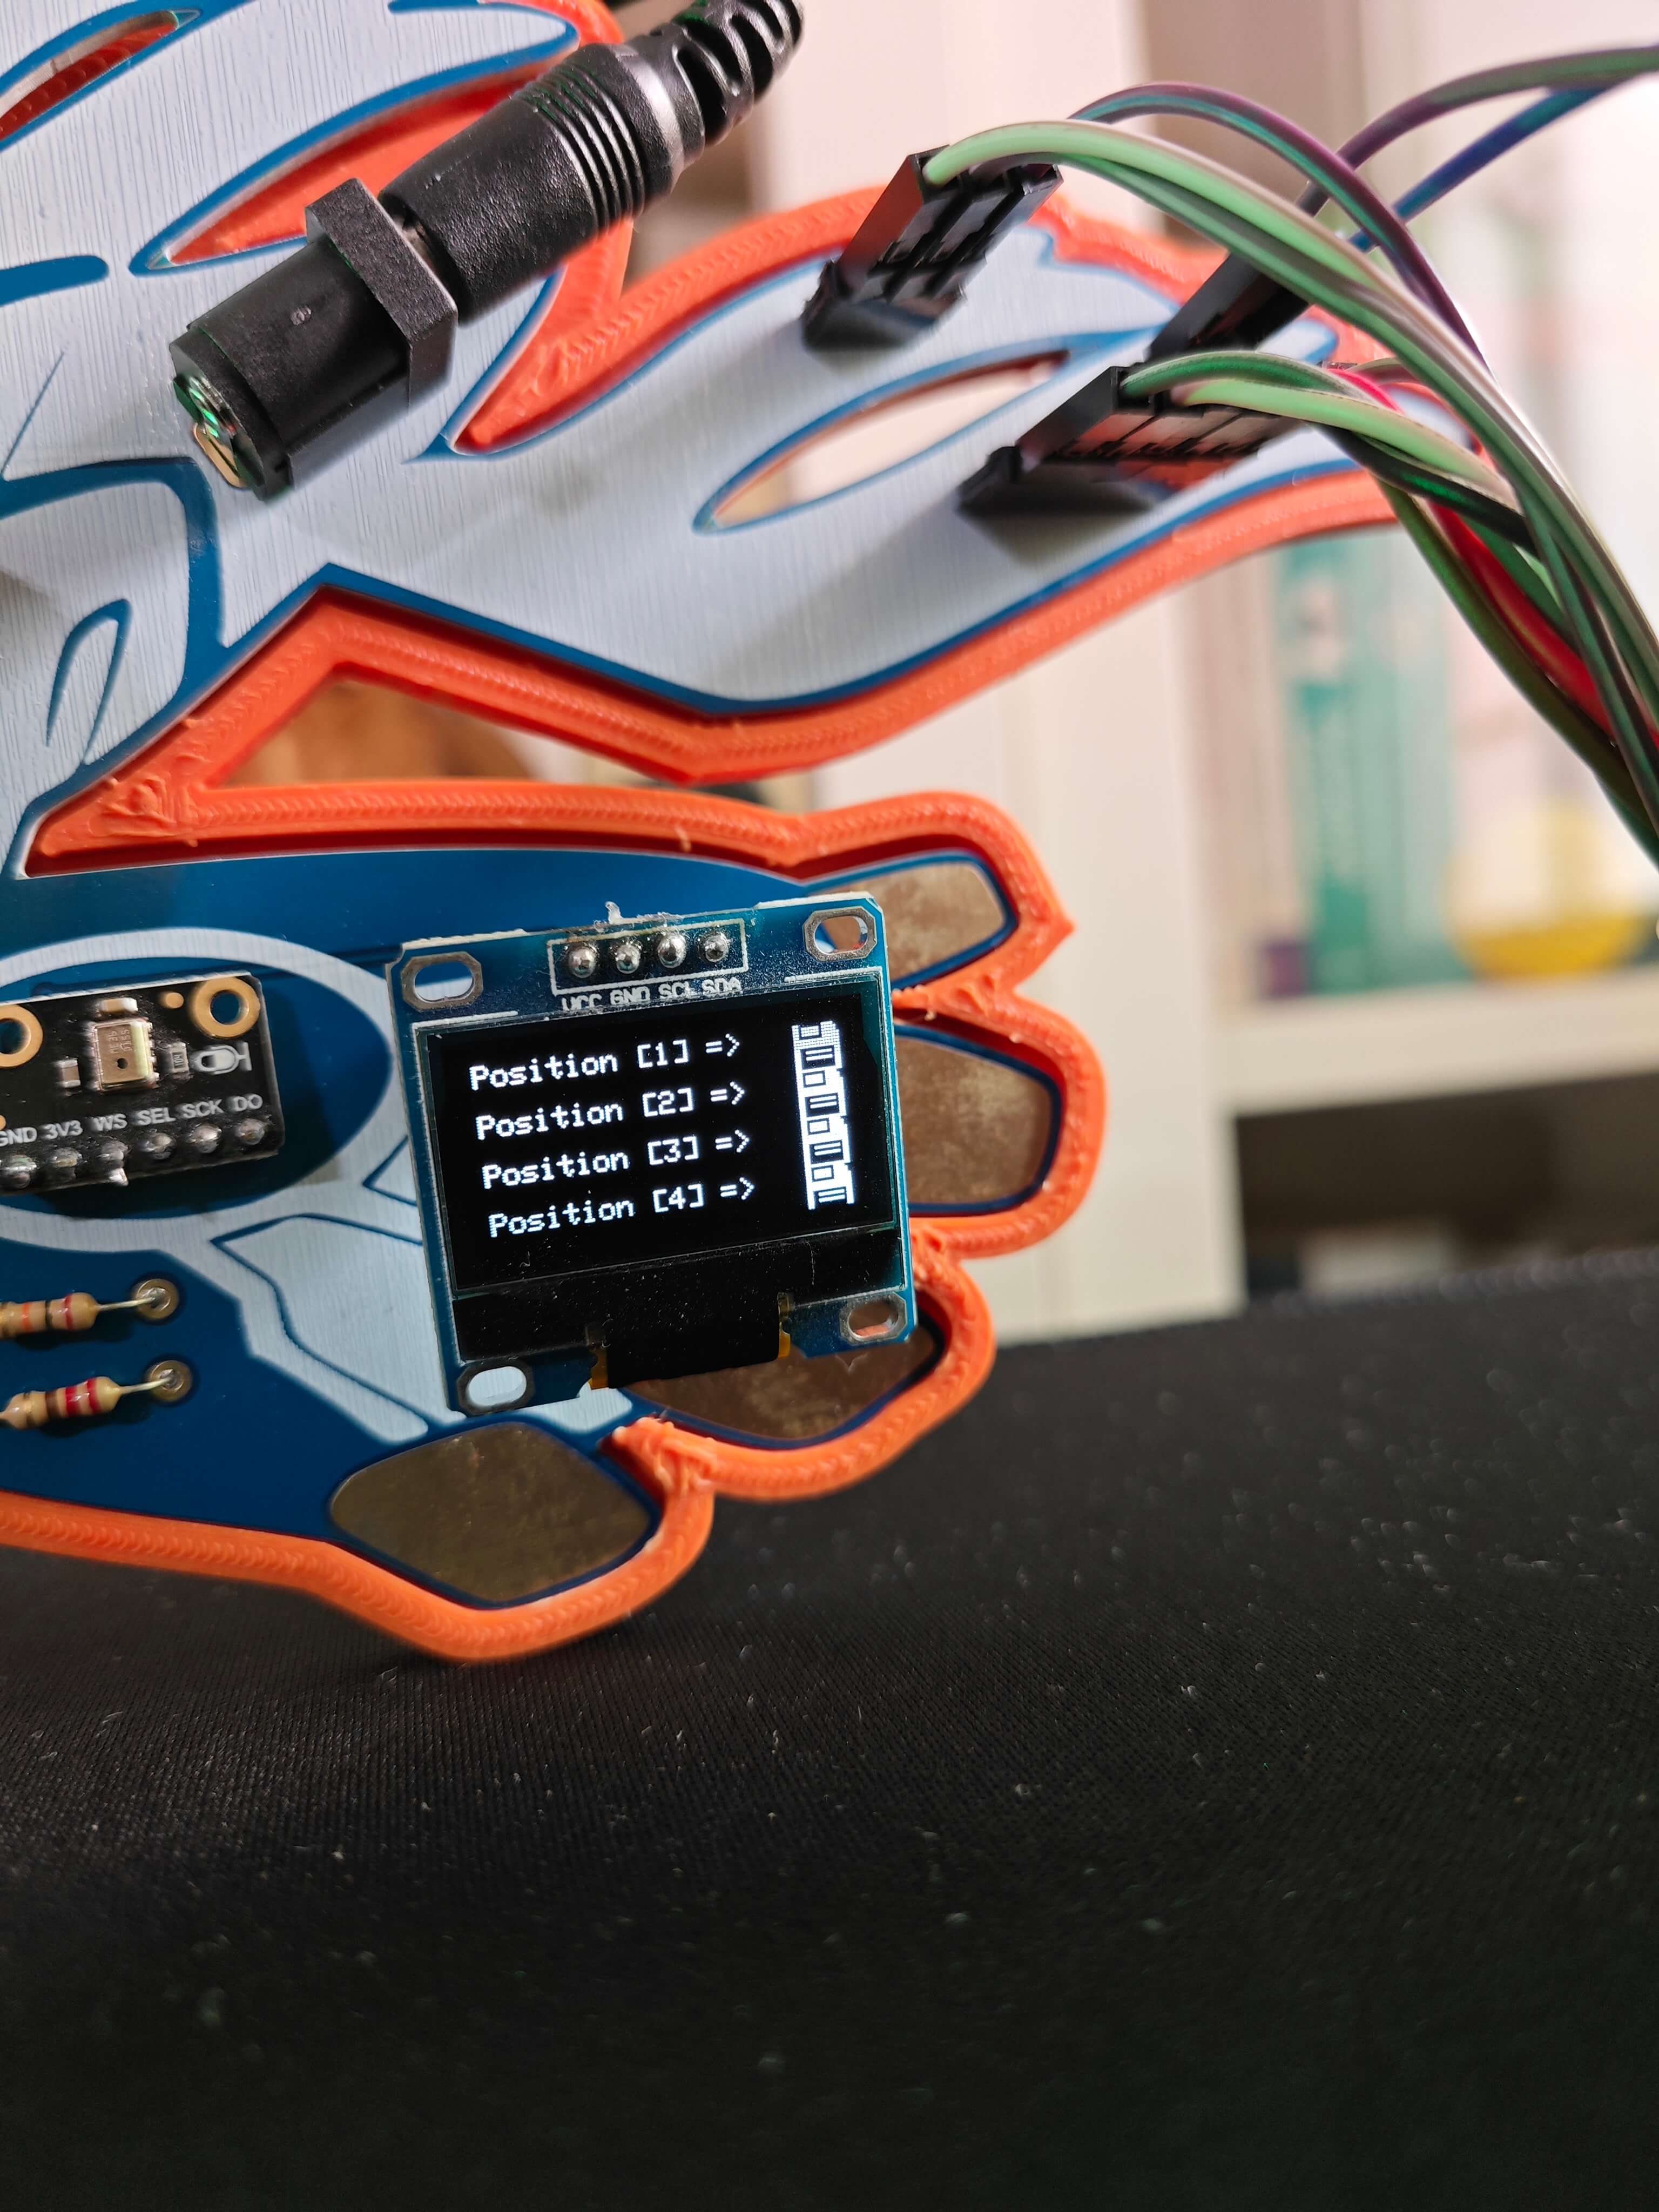 VCC GND SCL SDA
Position [1] =>
Position [2] =>
Position [3] =>
Position [4] =>
GND 3V3 WS SEL SCK DO